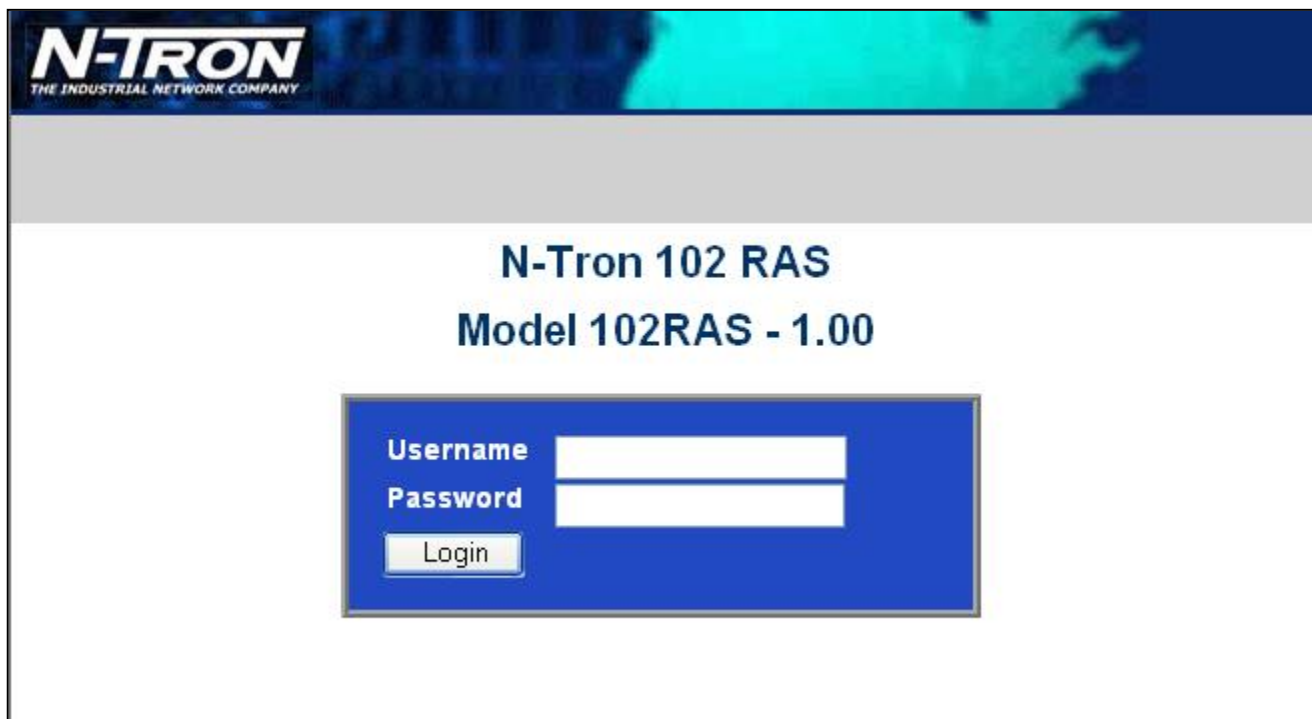 N-TRON
THE INDUSTRIAL NETWORK COMPANY
N-Tron 102 RAS
Model 102RAS - 1.00
Username
Password
Login